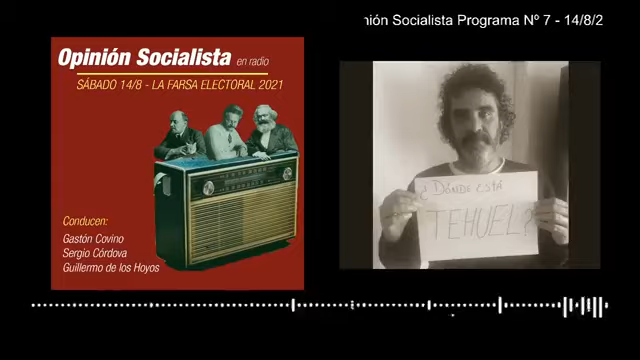 nión Socialista Programa Nº 7 - 14/8/2
Opinión Socialista en radio
SÁBADO 14/8 - LA FARSA ELECTORAL 2021
Conducen:
Gastón Covino
Sergio Córdova
Guillermo de los Hoyos
¿DÓNDE ESTÁ
TEHUEL?